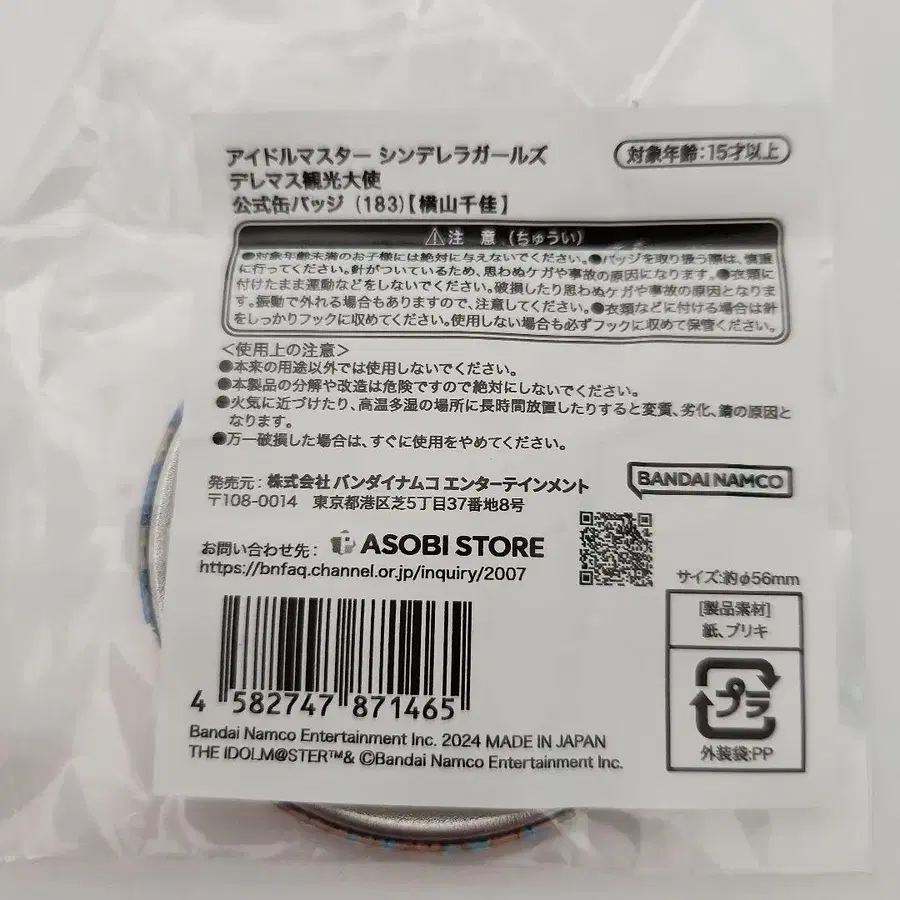 アイドルマスター シンデレラガールズ
デレマス観光大使
公式缶バッジ (183)【横山千佳】
対象年齢:15才以上
⚠注 意 (ちゅうい)
●対象年齢未満のお子様には絶対に与えないでください。●バッジを取り扱う際は、慎重
に行ってください。針がついているため、思わぬケガや事故の原因になります。●衣類に
付けたまま運動などをしないでください。破損したり思わぬケガや事故の原因となりま
す。振動で外れる場合もありますので、注意してください。●衣類などに付ける場合は針
をしっかりフックに収めてください。使用しない場合も必ずフックに収めて保管ください。
<使用上の注意>
●本来の用途以外では使用しないでください。
●本製品の分解や改造は危険ですので絶対にしないでください。
●火気に近づけたり、高温多湿の場所に長時間放置したりすると変質、劣化、錆の原因と
なります。
●万一破損した場合は、すぐに使用をやめてください。
発売元:株式会社 バンダイナムコ エンターテインメント
〒108-0014 東京都港区芝5丁目37番地8号
BANDAI NAMCO
お問い合わせ先: ASOBI STORE
https://bnfaq.channel.or.jp/inquiry/2007
サイズ:約φ56mm
[製品素材]
紙、ブリキ
プラ
外装袋:PP
4 582747 871465
Bandai Namco Entertainment Inc. 2024 MADE IN JAPAN
THE IDOLM@STER™& ©Bandai Namco Entertainment Inc.